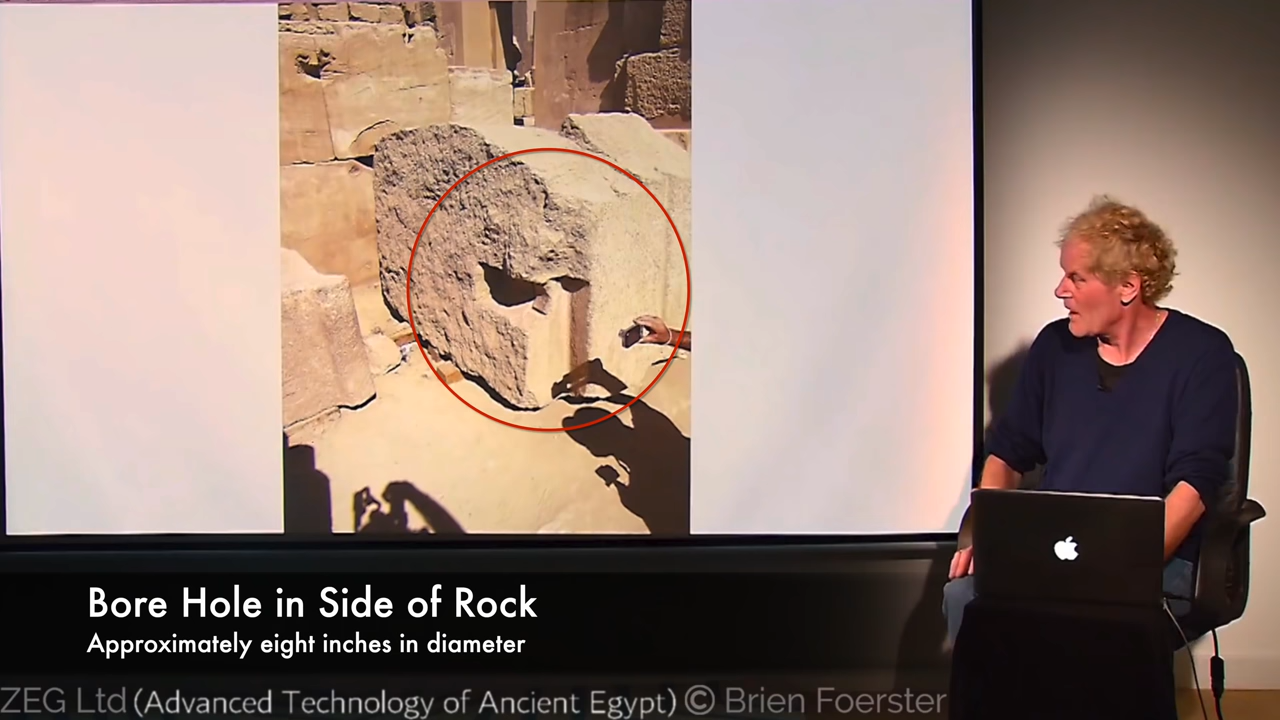 Bore Hole in Side of Rock
Approximately eight inches in diameter
ZEG Ltd (Advanced Technology of Ancient Egypt) © Brien Foerster